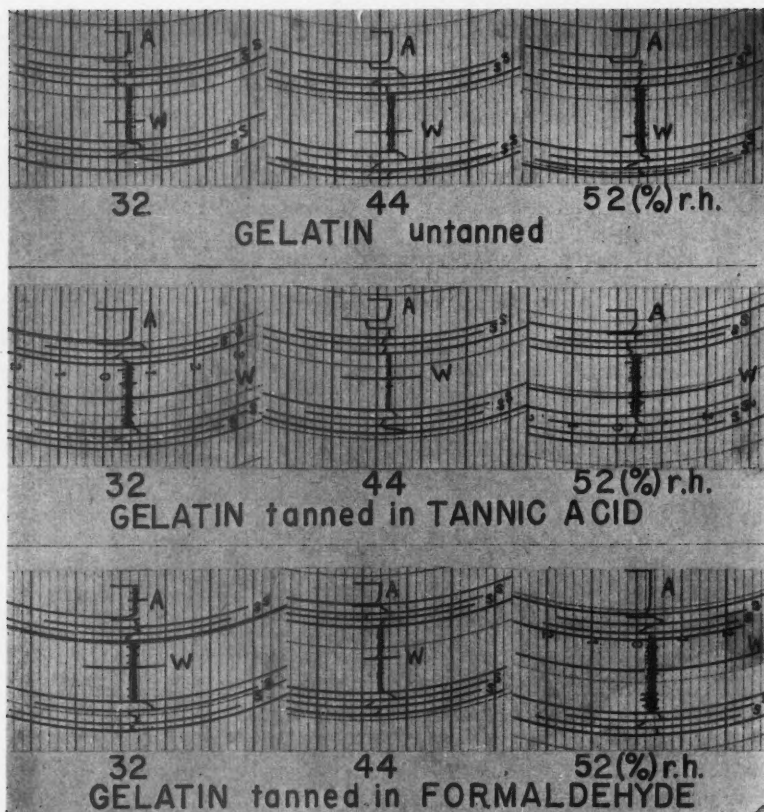 A A A
s s s s s s
W W W
s s s s s s
32 44 52(%) r.h.
GELATIN untanned
A A A
s s s s s s
W W W
s s s s s s
32 44 52(%) r.h.
GELATIN tanned in TANNIC ACID
A A A
s s s s s s
W W W
s s s s s
32 44 52(%) r.h.
GELATIN tanned in FORMALDEHYDE